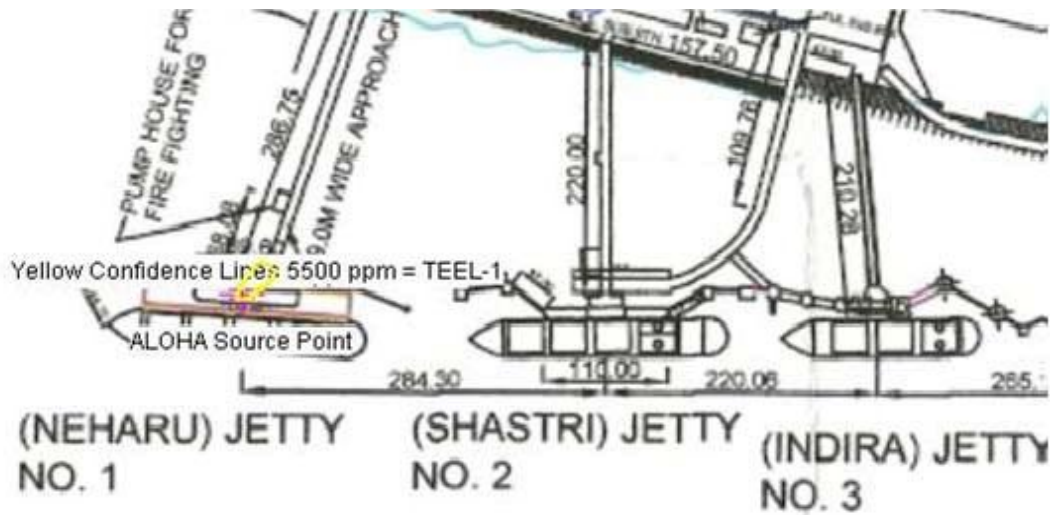 PUMP HOUSE FOR
FIRE FIGHTING
286.75
9.0M WIDE APPROACH
220.00
157.50
109.76
210.28
Yellow Confidence Lines 5500 ppm = TEEL-1
ALOHA Source Point
284.30
110.00
220.06
(NEHARU) JETTY
NO. 1
(SHASTRI) JETTY
NO. 2
(INDIRA) JETTY
NO. 3